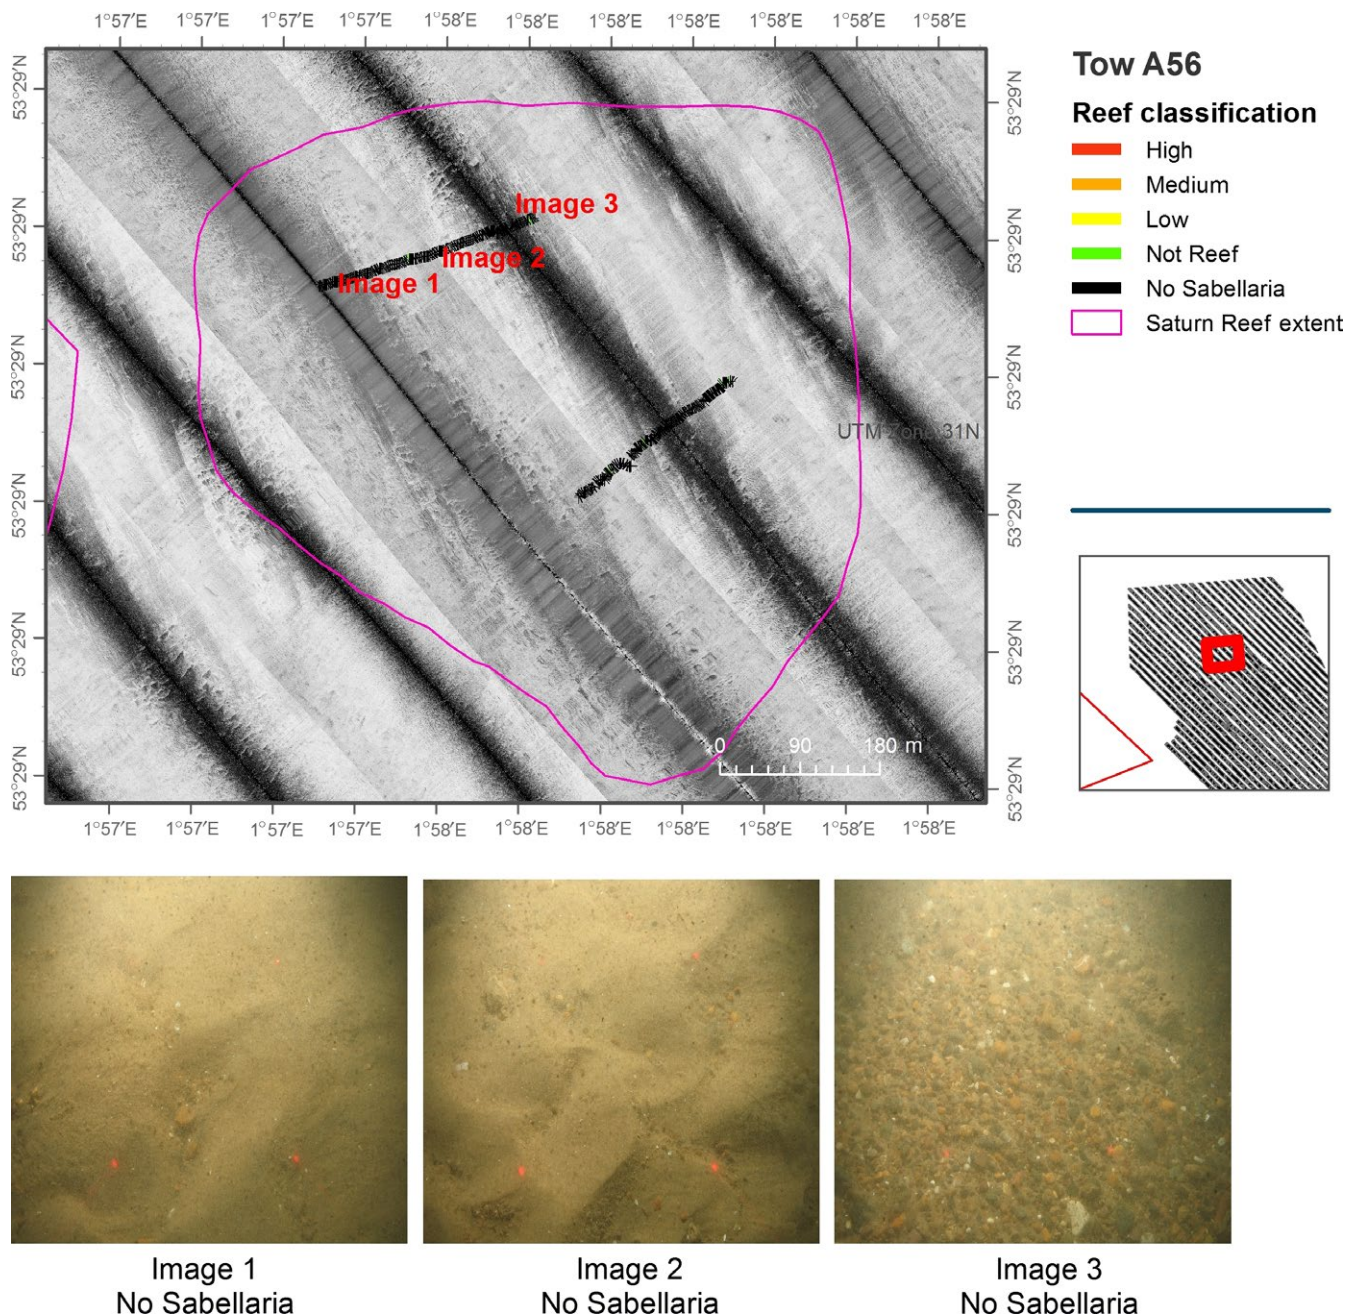 1°57'E 1°57'E 1°57'E 1°57'E 1°58'E 1°58'E 1°58'E 1°58'E 1°58'E 1°58'E 1°58'E
53°29'N 53°29'N 53°29'N 53°29'N 53°29'N 53°29'N
Image 3
Image 2
Image 1
UTM Zone 31N
0 90 180 m
53°29'N 53°29'N 53°29'N 53°29'N 53°29'N 53°29'N
1°57'E 1°57'E 1°57'E 1°57'E 1°58'E 1°58'E 1°58'E 1°58'E 1°58'E 1°58'E 1°58'E
Tow A56
Reef classification
High
Medium
Low
Not Reef
No Sabellaria
Saturn Reef extent
Image 1
No Sabellaria
Image 2
No Sabellaria
Image 3
No Sabellaria